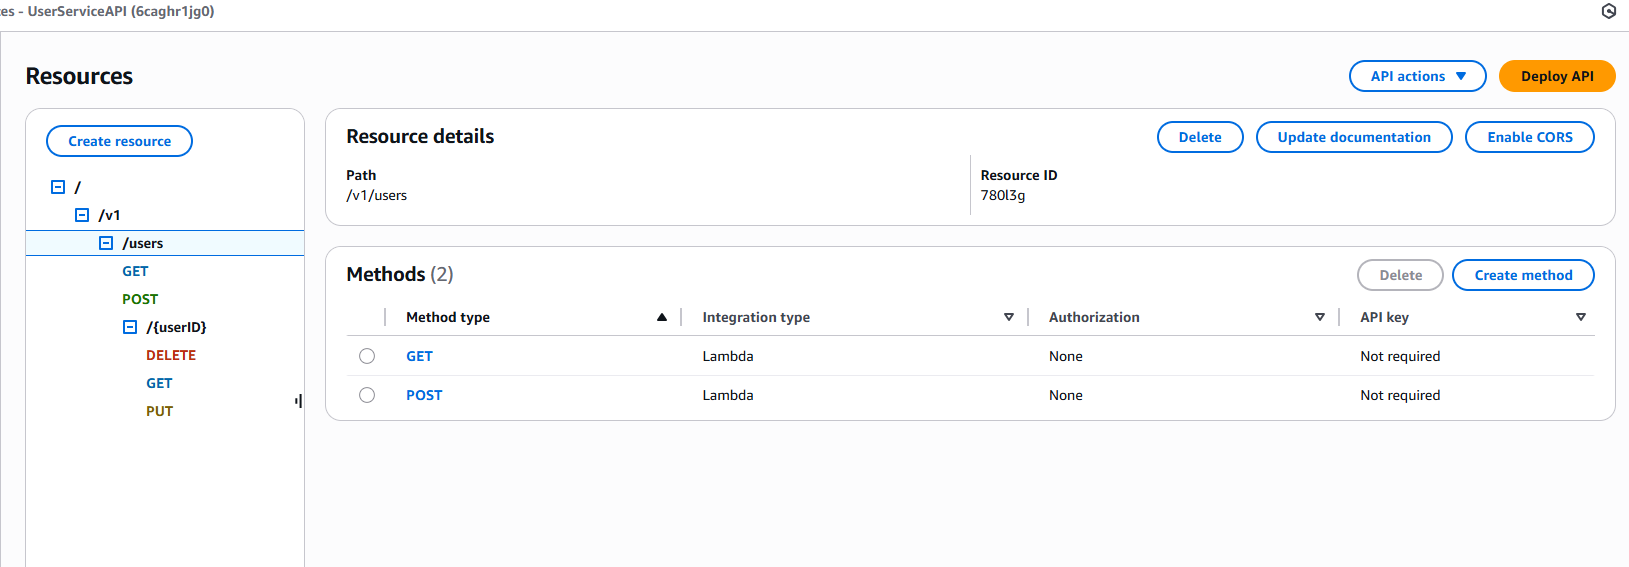 es - UserServiceAPI (6caghr1jg0)
Resources
API actions
Deploy API
Create resource
/
/v1
/users
GET
POST
/{userID}
DELETE
GET
PUT
Resource details
Delete
Update documentation
Enable CORS
Path
/v1/users
Resource ID
780l3g
Methods (2)
Delete
Create method
Method type Integration type Authorization API key
GET Lambda None Not required
POST Lambda None Not required